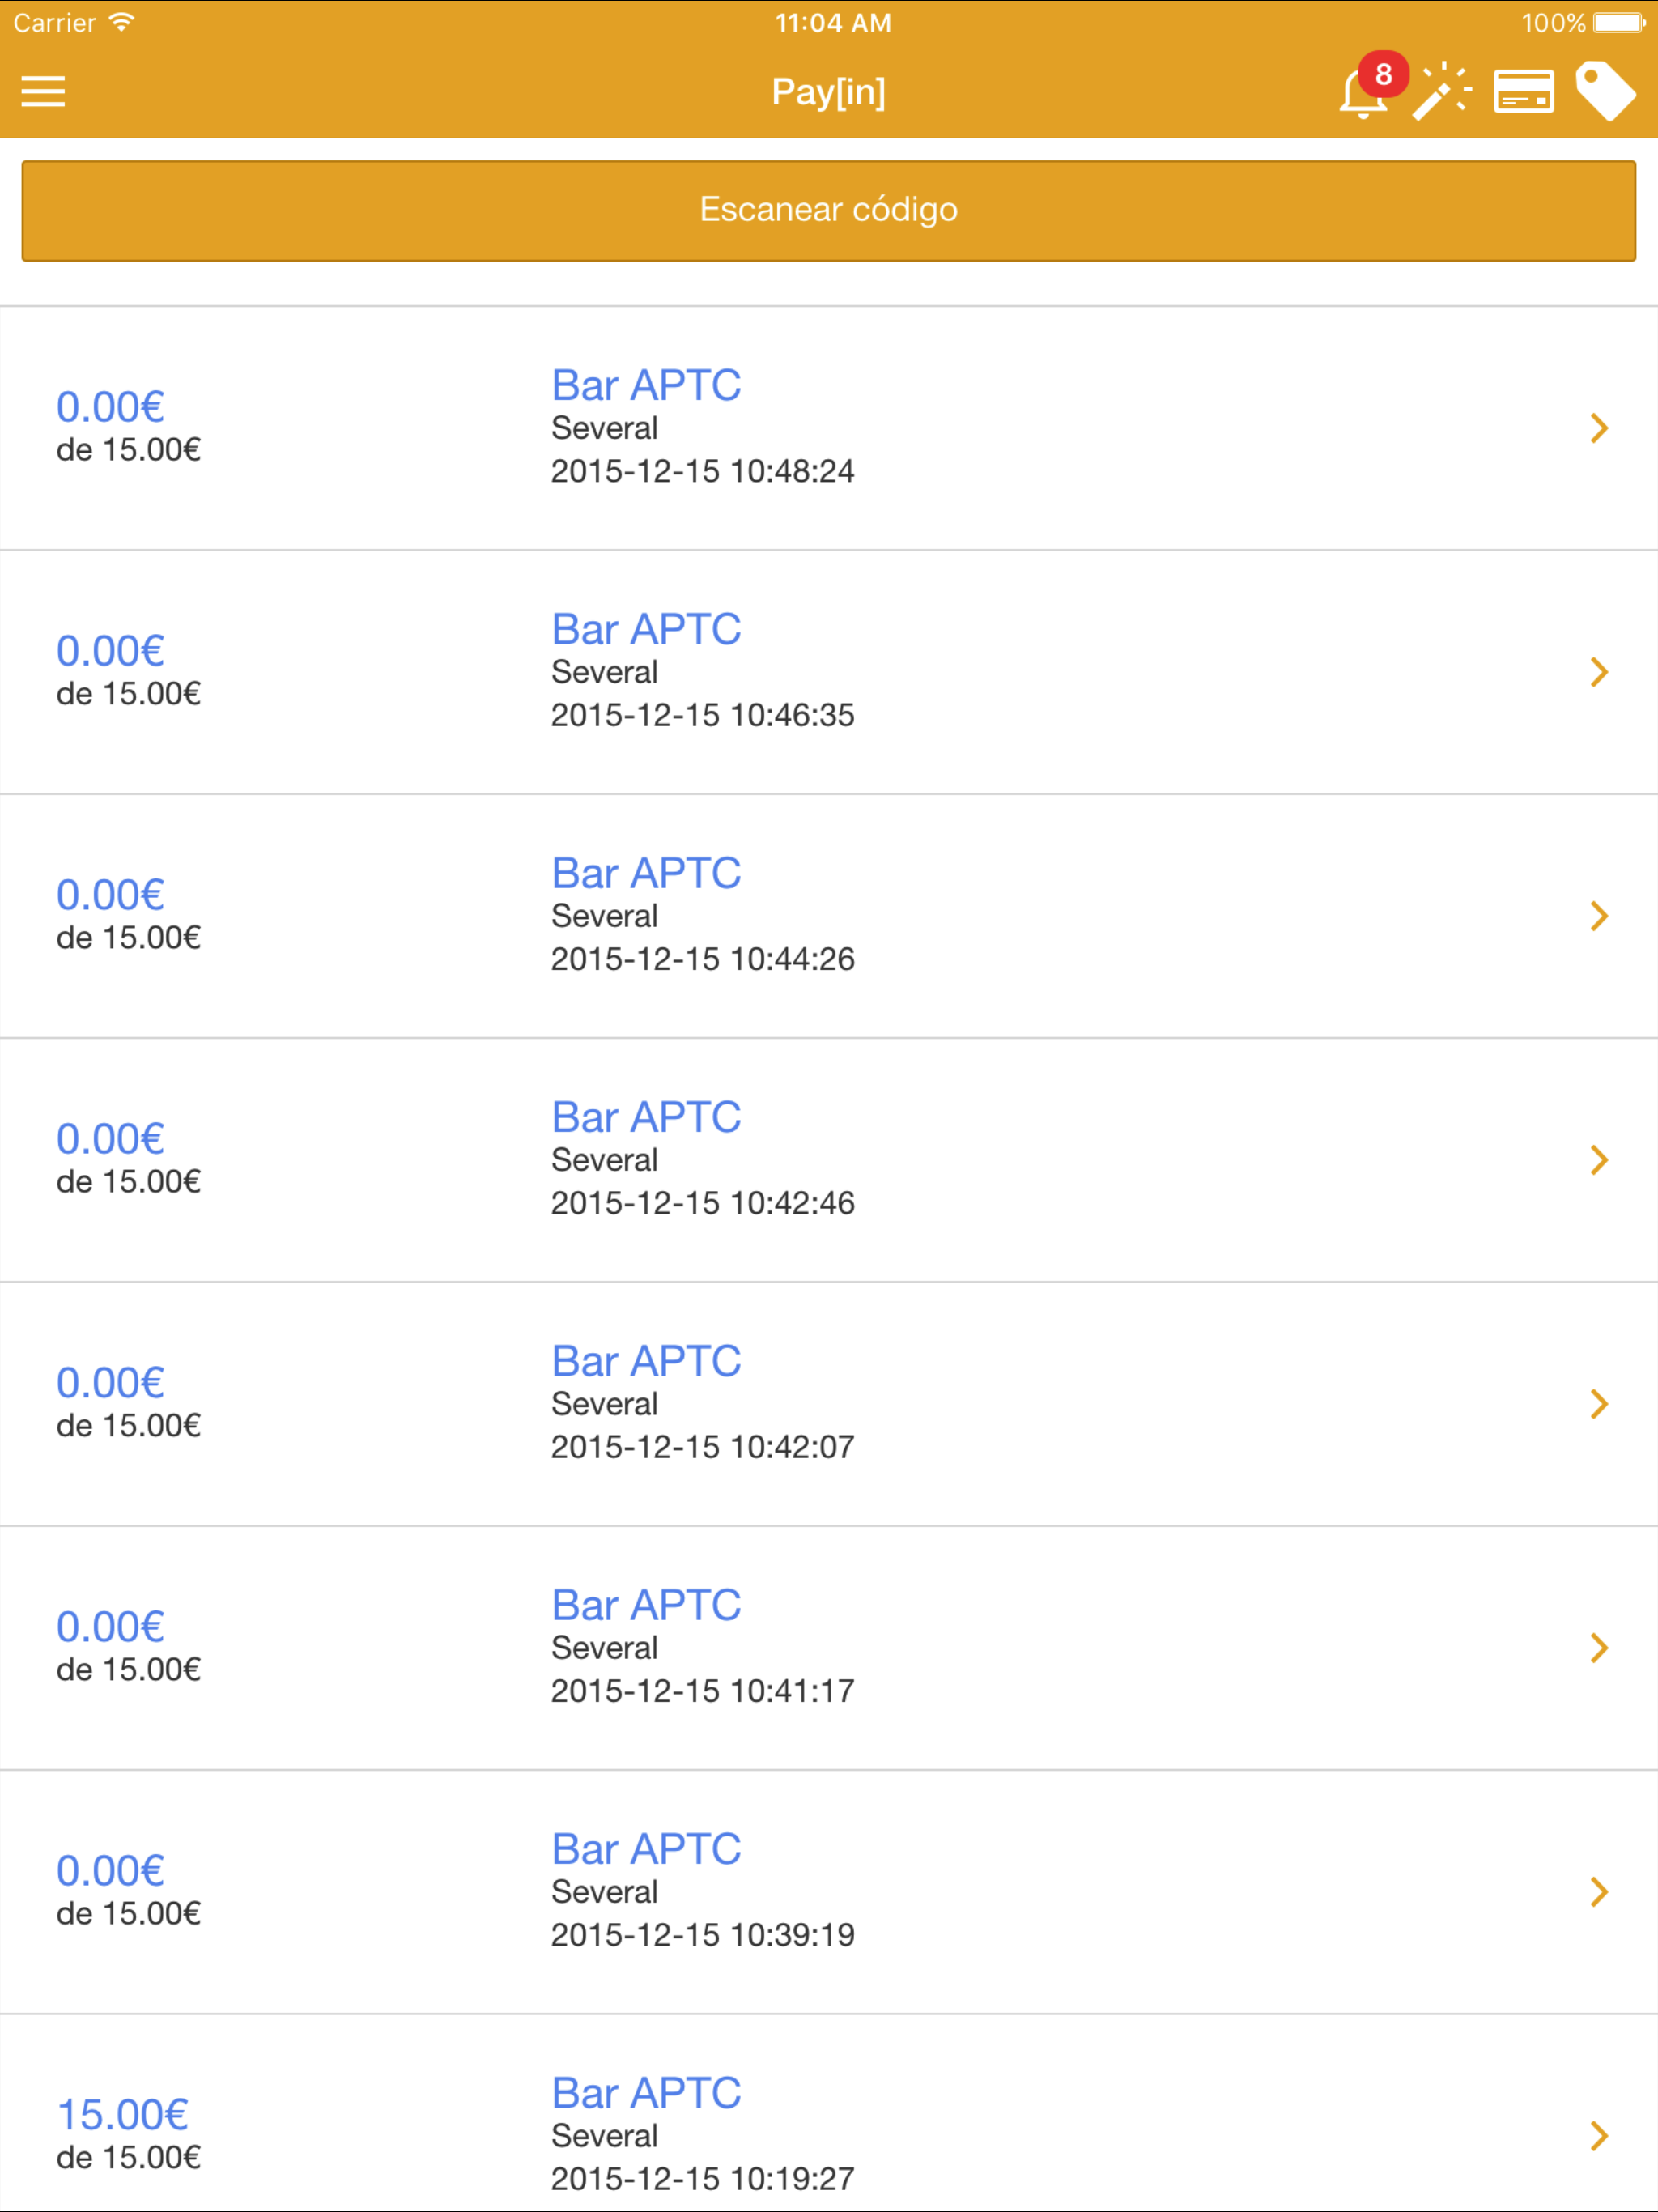 Carrier 11:04 AM 100%
Pay[in] 8
Escanear código
0.00€
de 15.00€
Bar APTC
Several
2015-12-15 10:48:24
0.00€
de 15.00€
Bar APTC
Several
2015-12-15 10:46:35
0.00€
de 15.00€
Bar APTC
Several
2015-12-15 10:44:26
0.00€
de 15.00€
Bar APTC
Several
2015-12-15 10:42:46
0.00€
de 15.00€
Bar APTC
Several
2015-12-15 10:42:07
0.00€
de 15.00€
Bar APTC
Several
2015-12-15 10:41:17
0.00€
de 15.00€
Bar APTC
Several
2015-12-15 10:39:19
15.00€
de 15.00€
Bar APTC
Several
2015-12-15 10:19:27